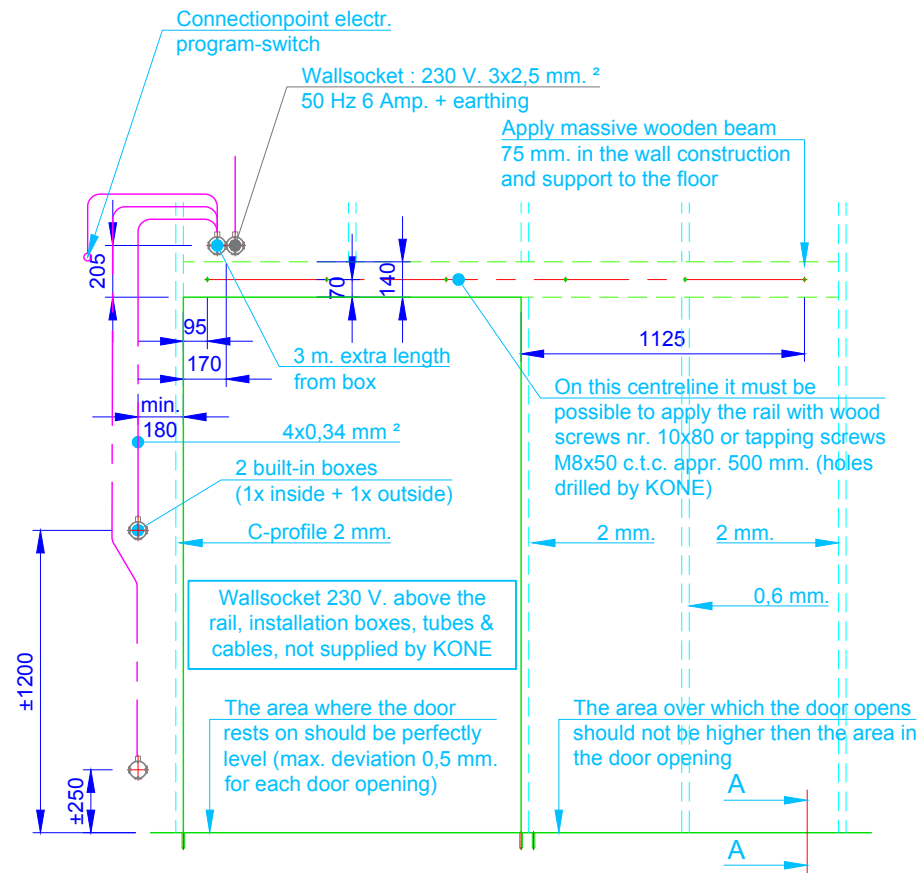 Connectionpoint electr.
program-switch
Wallsocket : 230 V. 3x2,5 mm. ²
50 Hz 6 Amp. + earthing
Apply massive wooden beam
75 mm. in the wall construction
and support to the floor
205
70
140
95
170
3 m. extra length
from box
1125
On this centreline it must be
possible to apply the rail with wood
screws nr. 10x80 or tapping screws
M8x50 c.t.c. appr. 500 mm. (holes
drilled by KONE)
min.
180
4x0,34 mm ²
2 built-in boxes
(1x inside + 1x outside)
C-profile 2 mm.
2 mm.
2 mm.
0,6 mm.
Wallsocket 230 V. above the
rail, installation boxes, tubes &
cables, not supplied by KONE
±1200
The area where the door
rests on should be perfectly
level (max. deviation 0,5 mm.
for each door opening)
The area over which the door opens
should not be higher then the area in
the door opening
±250
A
A